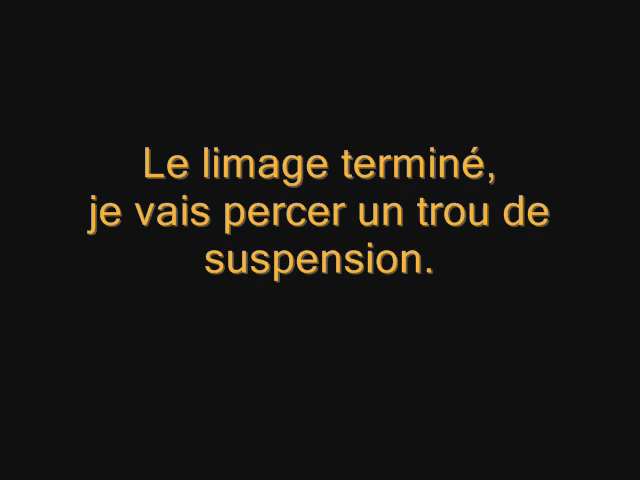 Le limage terminé,
je vais percer un trou de
suspension.